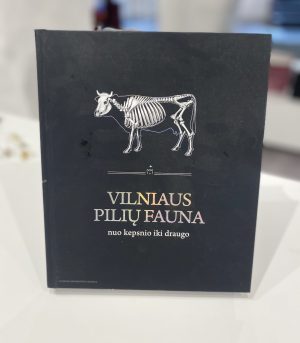 VILNIAUS
PILIŲ FAUNA
nuo kepsnio iki draugo